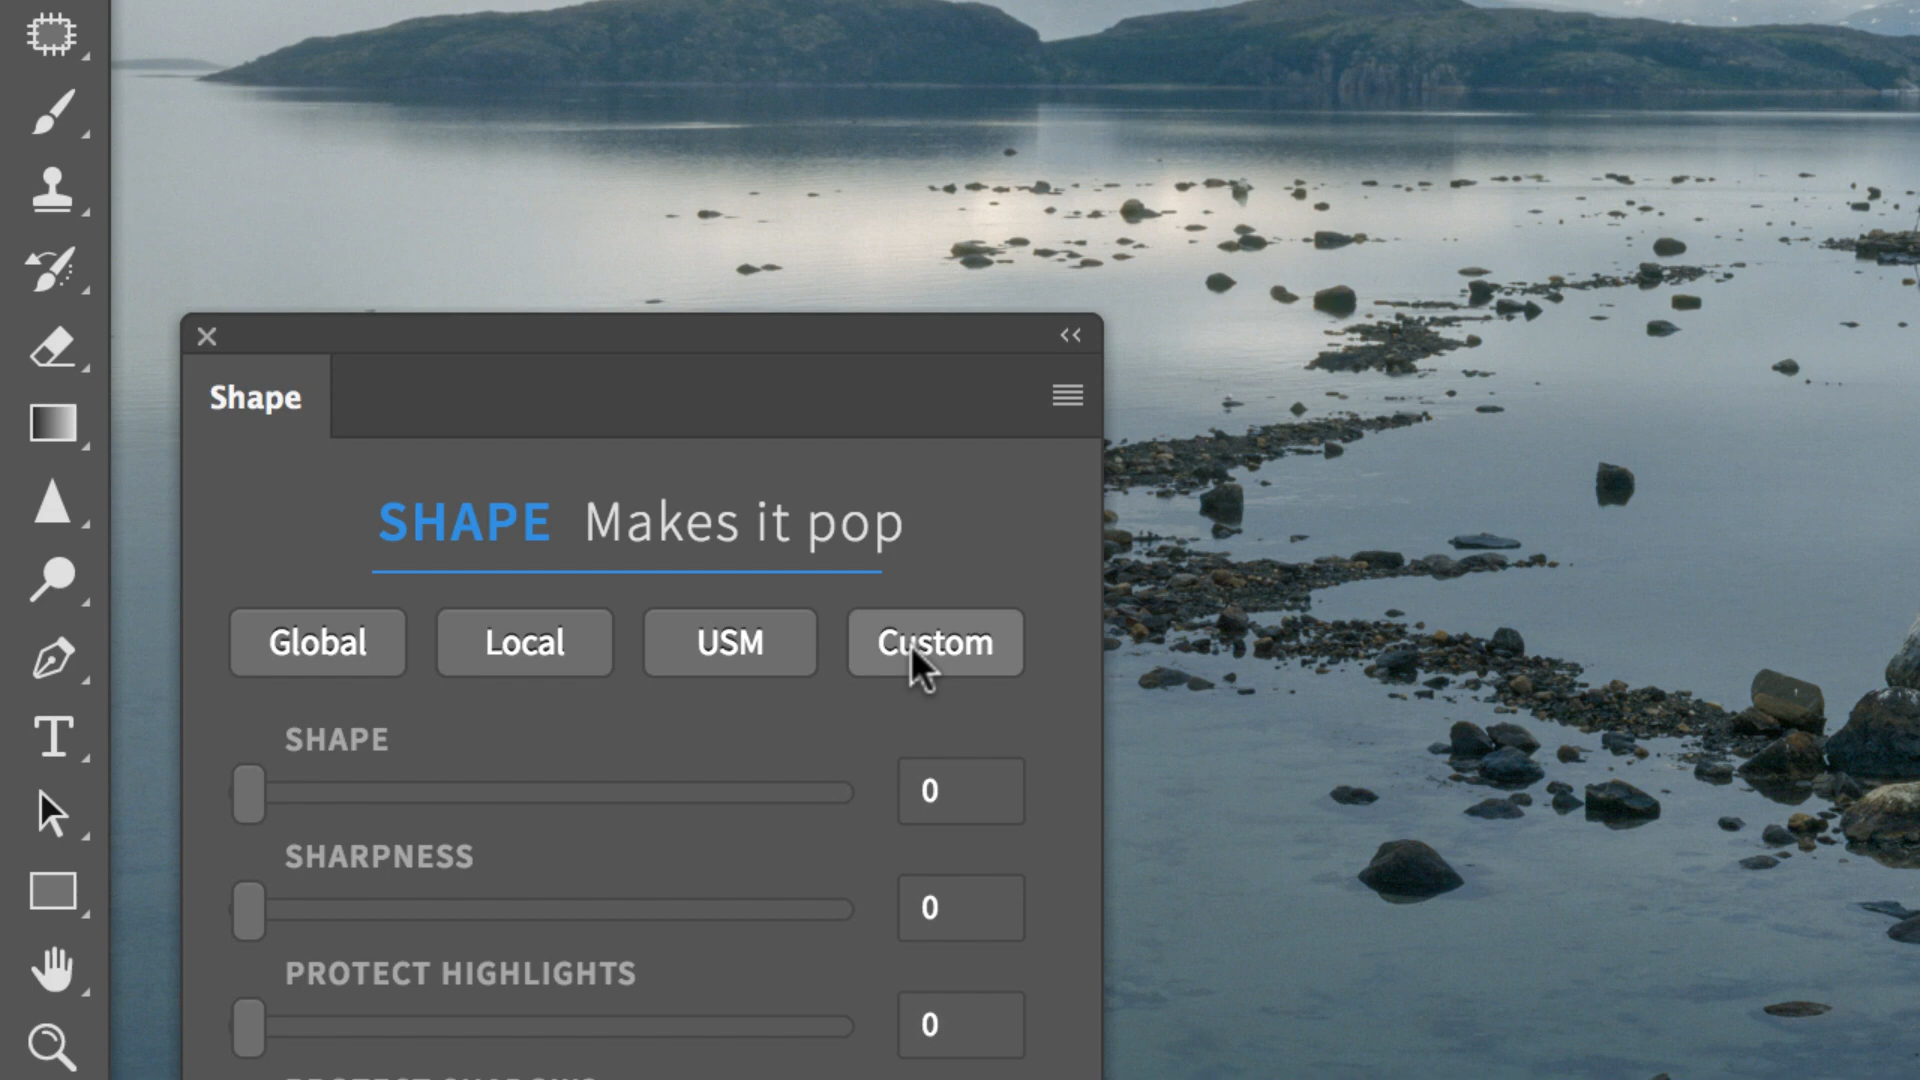 Shape
SHAPE Makes it pop
Global Local USM Custom
SHAPE
0
SHARPNESS
0
PROTECT HIGHLIGHTS
0